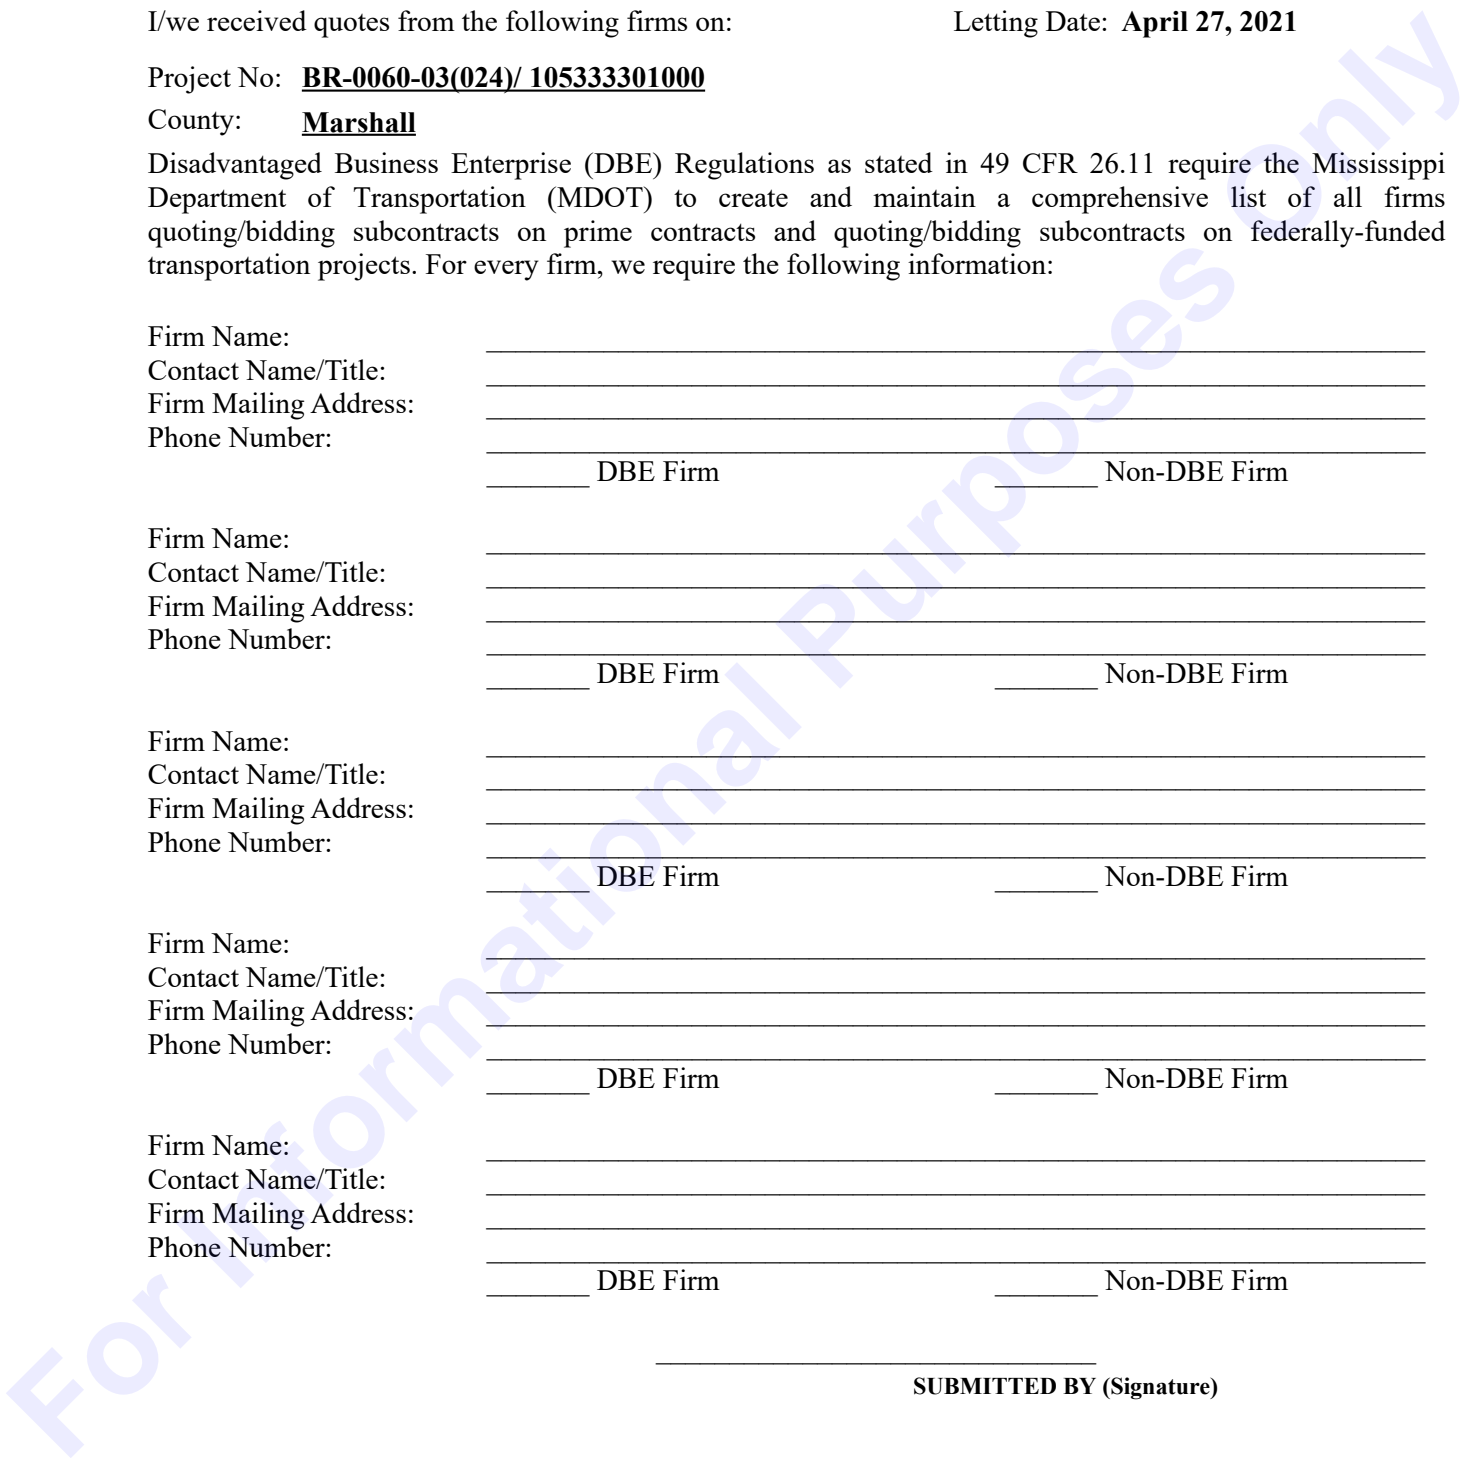 I/we received quotes from the following firms on: Letting Date: April 27, 2021
Project No: BR-0060-03(024)/ 105333301000
County: Marshall
Disadvantaged Business Enterprise (DBE) Regulations as stated in 49 CFR 26.11 require the Mississippi
Department of Transportation (MDOT) to create and maintain a comprehensive list of all firms
quoting/bidding subcontracts on prime contracts and quoting/bidding subcontracts on federally-funded
transportation projects. For every firm, we require the following information:
Firm Name:
Contact Name/Title:
Firm Mailing Address:
Phone Number:
DBE Firm Non-DBE Firm
Firm Name:
Contact Name/Title:
Firm Mailing Address:
Phone Number:
DBE Firm Non-DBE Firm
Firm Name:
Contact Name/Title:
Firm Mailing Address:
Phone Number:
DBE Firm Non-DBE Firm
Firm Name:
Contact Name/Title:
Firm Mailing Address:
Phone Number:
DBE Firm Non-DBE Firm
Firm Name:
Contact Name/Title:
Firm Mailing Address:
Phone Number:
DBE Firm Non-DBE Firm
SUBMITTED BY (Signature)
For Informational Purposes Only